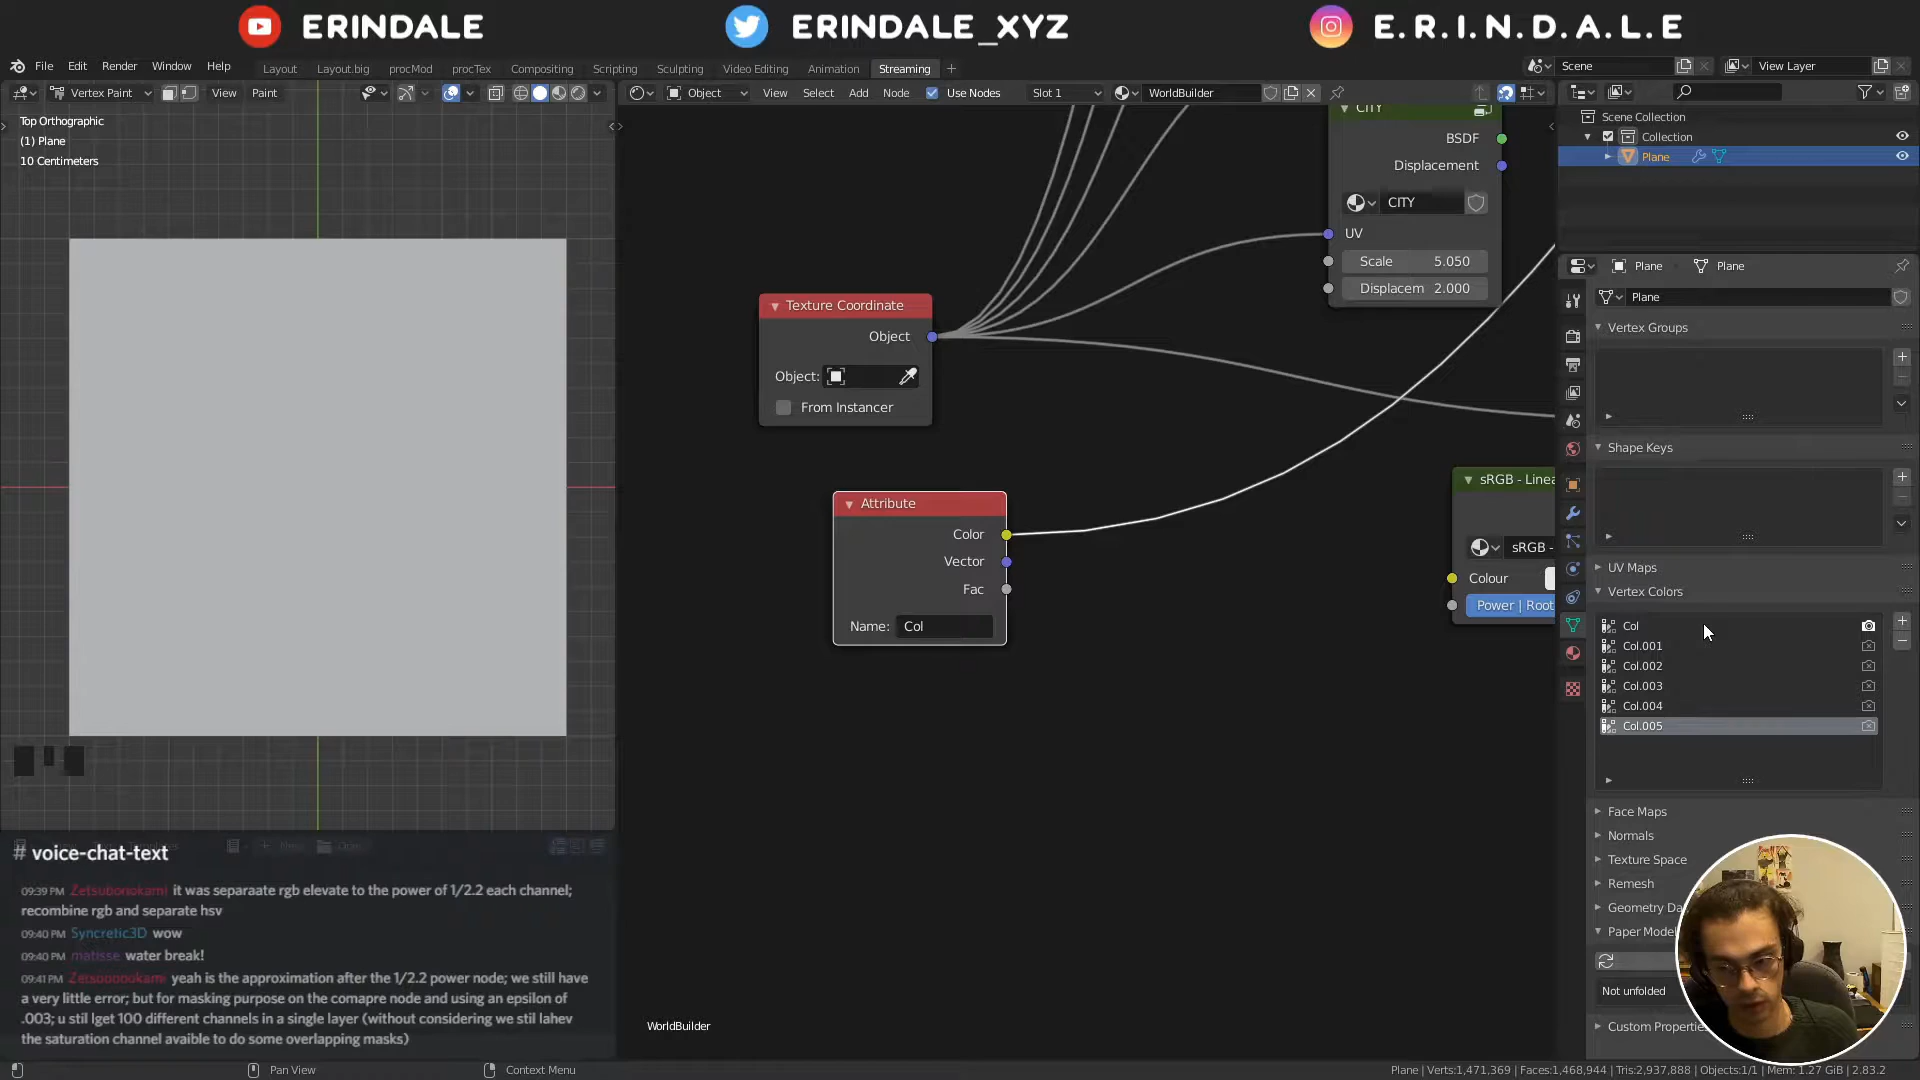 ERINDALE
ERINDALE_XYZ
E.R.I.N.D.A.L.E
File Edit Render Window Help
Layout Layout.big procMod procTex Compositing Scripting Sculpting Video Editing Animation Streaming +
Scene
View Layer
Vertex Paint View Paint
Object View Select Add Node Use Nodes Slot 1 WorldBuilder
Top Orthographic
(1) Plane
10 Centimeters
CITY
BSDF
Displacement
CITY
UV
Scale 5.050
Displacem 2.000
Texture Coordinate
Object
Object:
From Instancer
Attribute
Color
Vector
Fac
Name: Col
sRGB - Linea
sRGB -
Colour
Power | Root
WorldBuilder
Scene Collection
Collection
Plane
Plane Plane
Plane
Vertex Groups
Shape Keys
UV Maps
Vertex Colors
Col
Col.001
Col.002
Col.003
Col.004
Col.005
Face Maps
Normals
Texture Space
Remesh
Geometry Da
Paper Model
Not unfolded
Custom Propertie
# voice-chat-text
09:39 PM it was separaate rgb elevate to the power of 1/2.2 each channel;
recombine rgb and separate hsv
09:40 PM Syncretic3D wow
09:40 PM matisse water break!
09:41 PM yeah is the approximation after the 1/2.2 power node; we still have
a very little error; but for masking purpose on the comapre node and using an epsilon of
.003; u stil lget 100 different channels in a single layer (without considering we stil lahev
the saturation channel avaible to do some overlapping masks)
Pan View
Context Menu
Plane | Verts:1,471,369 | Faces:1,468,944 | Tris:2,937,888 | Objects:1/1 | Mem: 1.27 GiB | 2.83.2